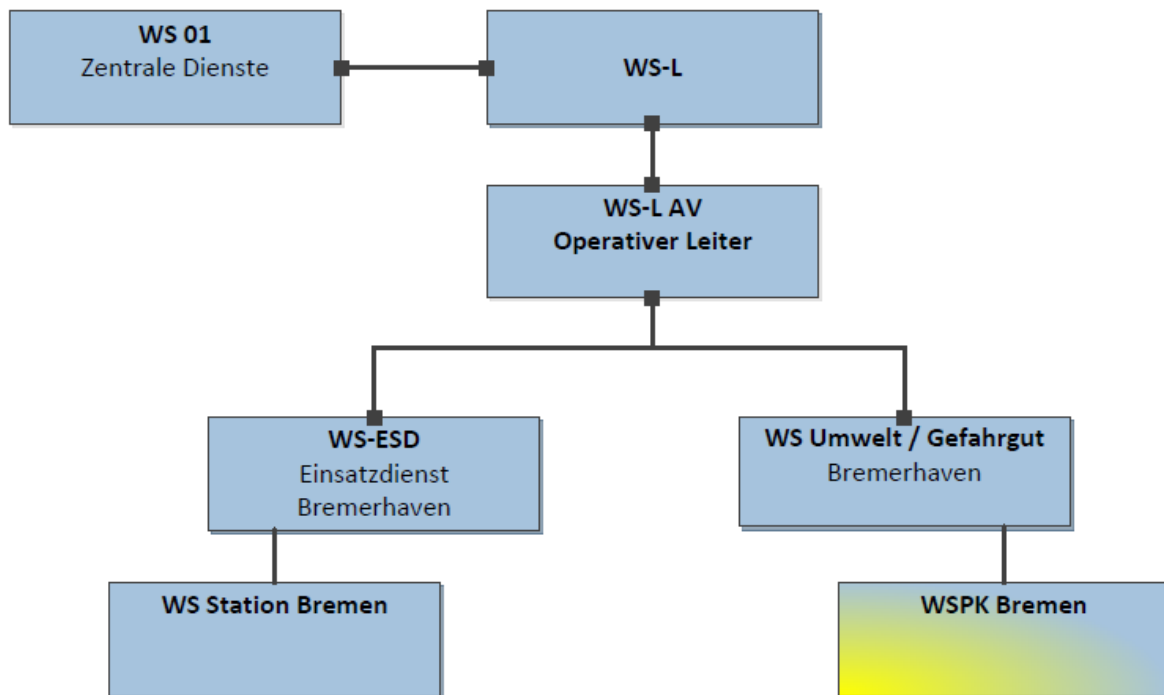 WS 01
Zentrale Dienste
WS-L
WS-L AV
Operativer Leiter
WS-ESD
Einsatzdienst
Bremerhaven
WS Umwelt / Gefahrgut
Bremerhaven
WS Station Bremen
WSPK Bremen